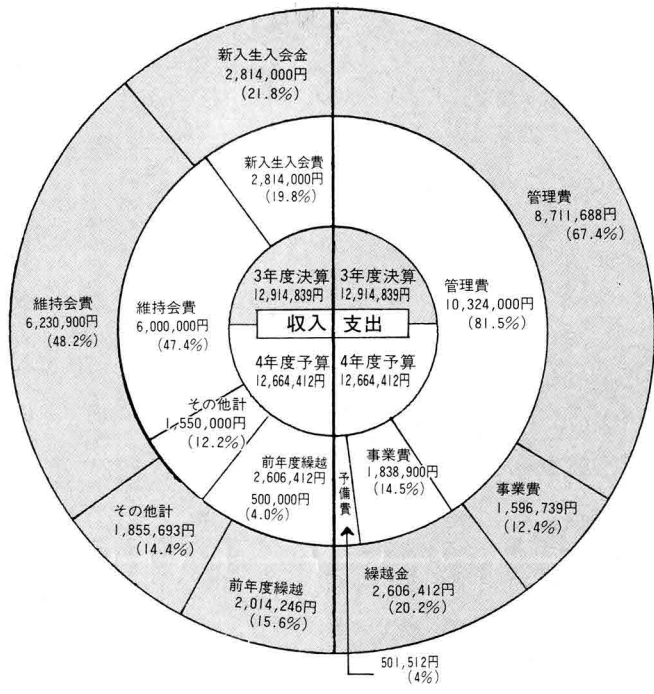 新入生入会金
2,814,000円
(21.8%)
新入生入会費
2,814,000円
(19.8%)
管理費
8,711,688円
(67.4%)
3年度決算
12,914,839円
3年度決算
12,914,839円
管理費
10,324,000円
(81.5%)
維持会費
6,230,900円
(48.2%)
維持会費
6,000,000円
(47.4%)
収入 支出
4年度予算
12,664,412円
4年度予算
12,664,412円
その他計
1,550,000円
(12.2%)
前年度繰越
2,606,412円
500,000円
(4.0%)
予備費
事業費
1,838,900円
(14.5%)
事業費
1,596,739円
(12.4%)
その他計
1,855,693円
(14.4%)
前年度繰越
2,014,246円
(15.6%)
繰越金
2,606,412円
(20.2%)
501,512円
(4%)